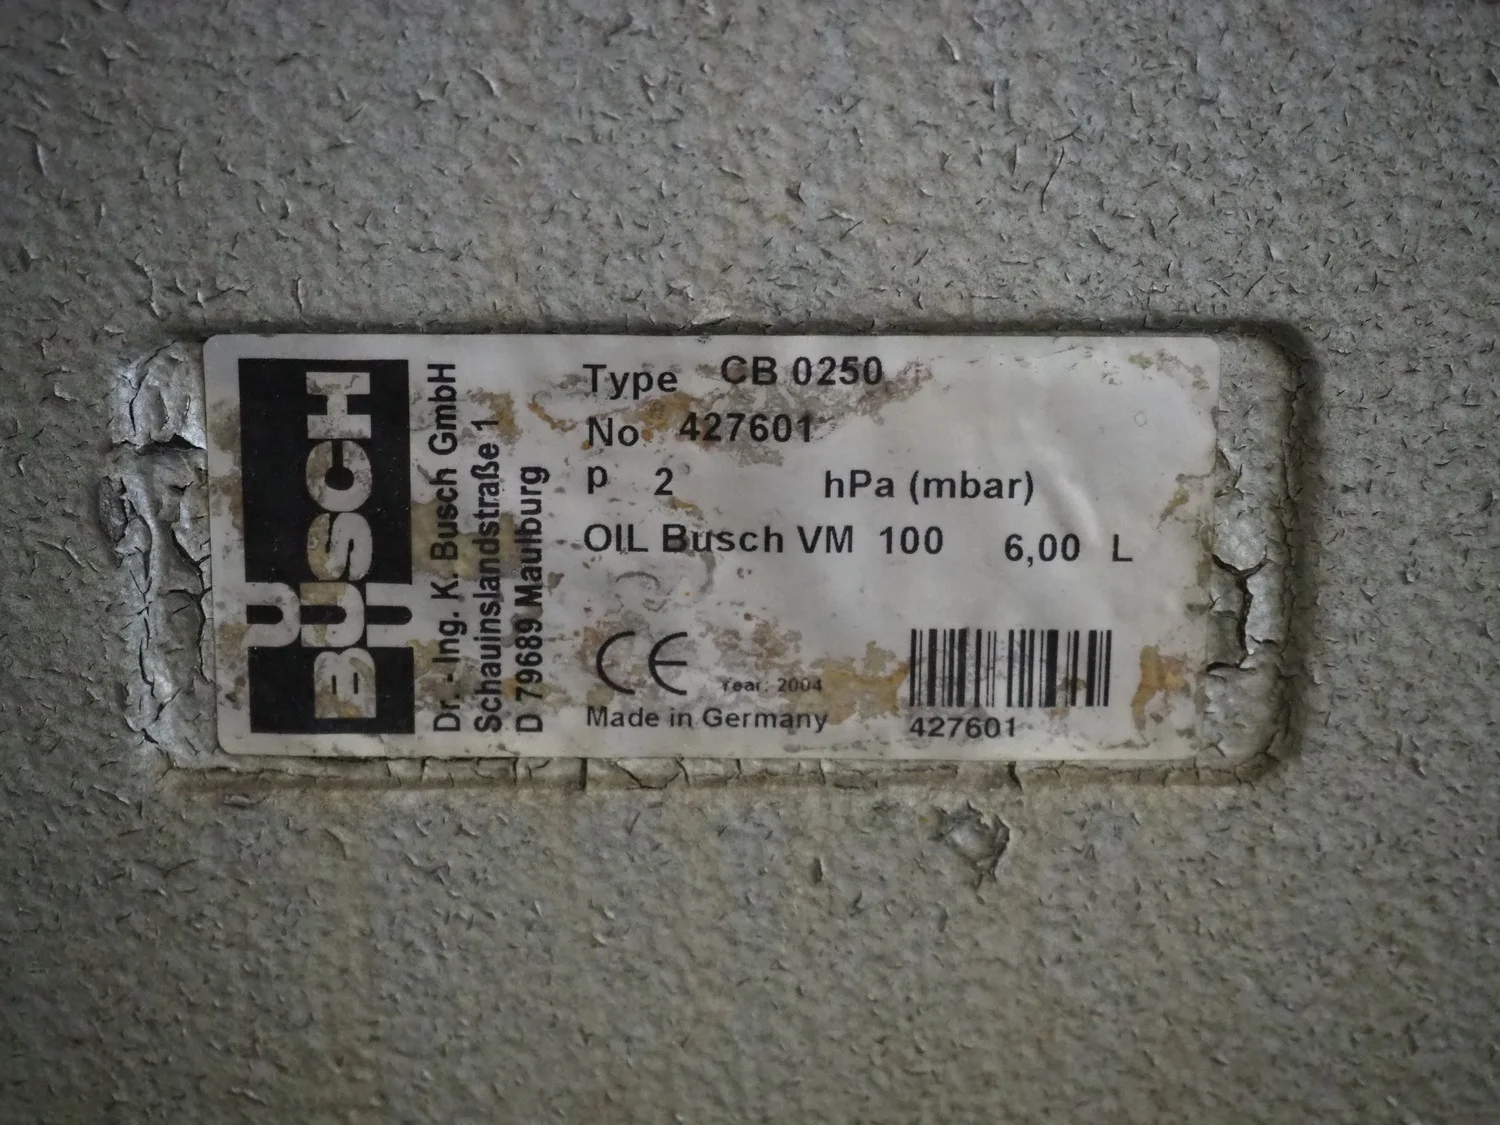 BUSCH
Dr. - Ing. K. Busch GmbH
Schauinslandstraße 1
D 79689 Maulburg
Type CB 0250
No 427601
p 2 hPa (mbar)
OIL Busch VM 100 6,00 L
CE Year: 2004
Made in Germany
427601